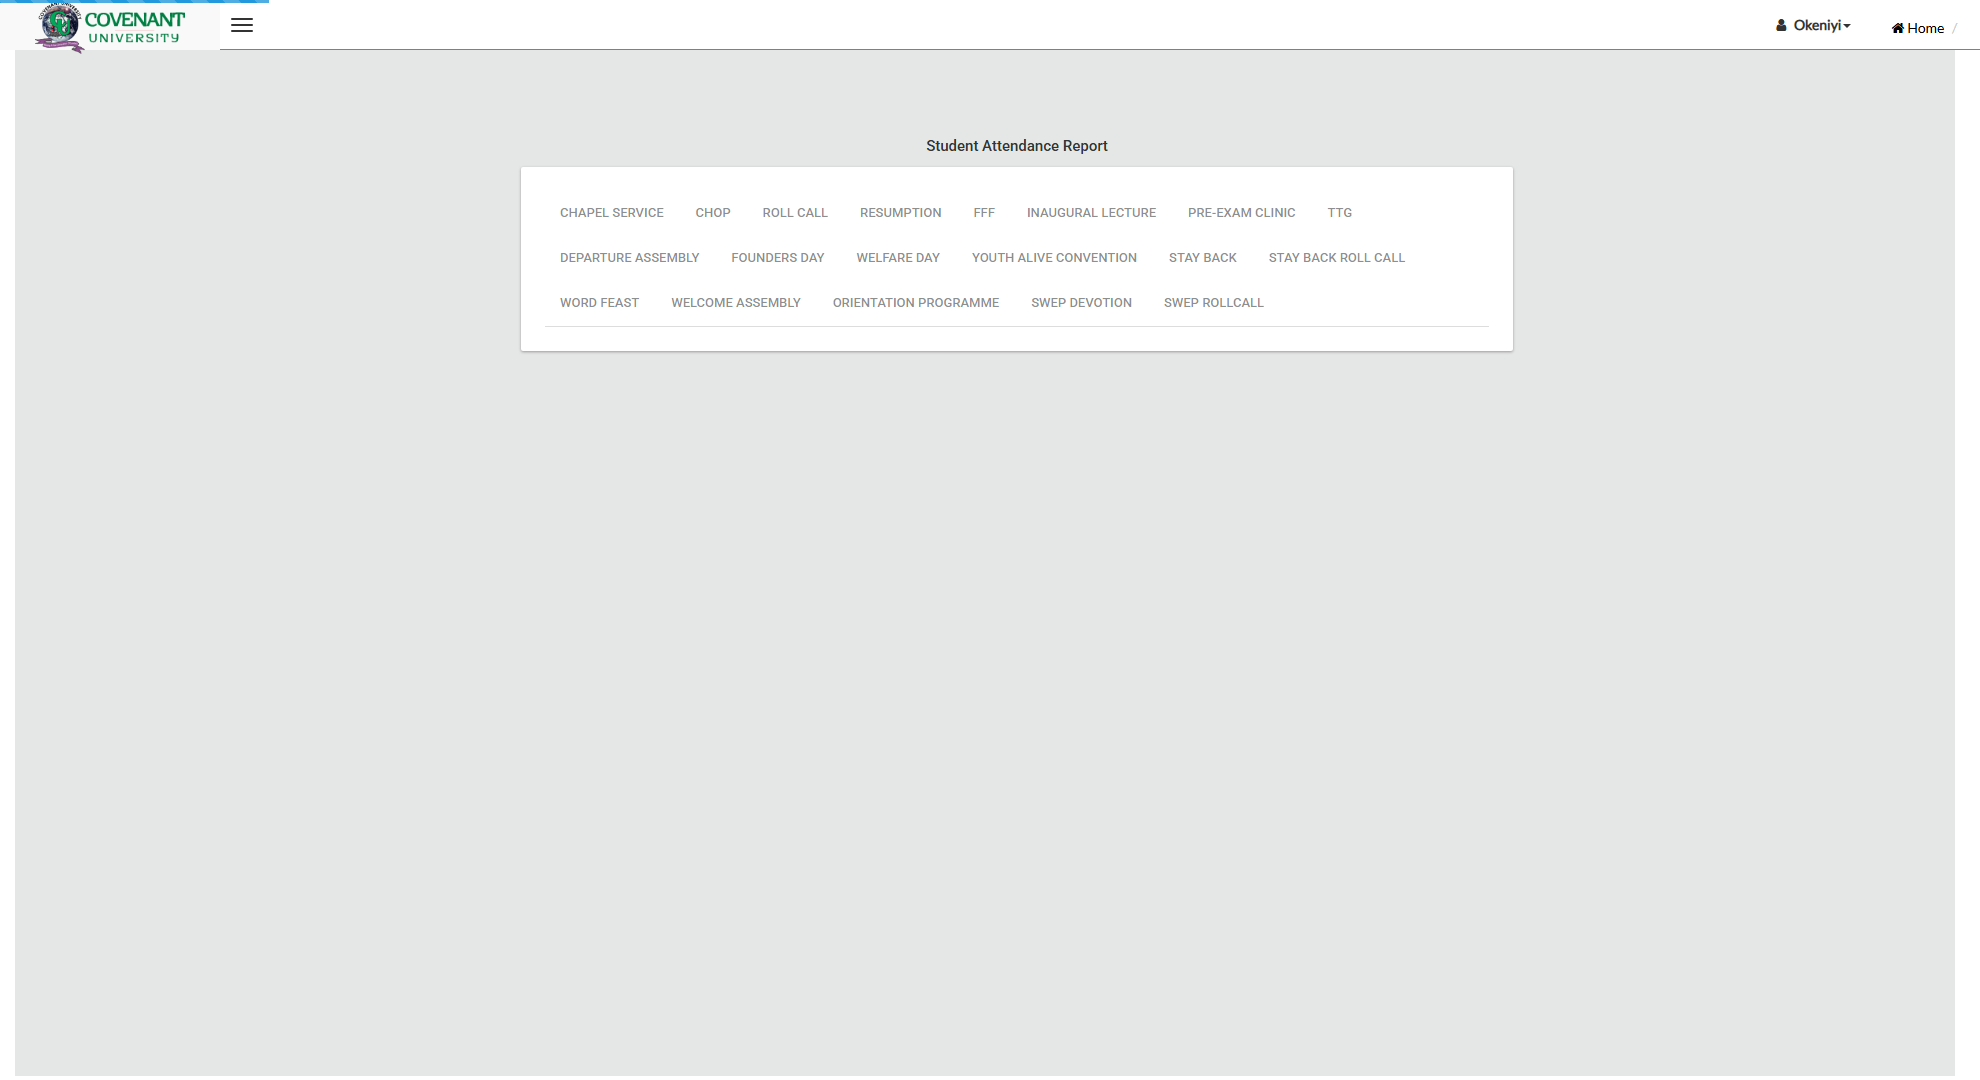 COVENANT
UNIVERSITY
Okeniyi
Home /
Student Attendance Report
CHAPEL SERVICE CHOP ROLL CALL RESUMPTION FFF INAUGURAL LECTURE PRE-EXAM CLINIC TTG
DEPARTURE ASSEMBLY FOUNDERS DAY WELFARE DAY YOUTH ALIVE CONVENTION STAY BACK STAY BACK ROLL CALL
WORD FEAST WELCOME ASSEMBLY ORIENTATION PROGRAMME SWEP DEVOTION SWEP ROLLCALL